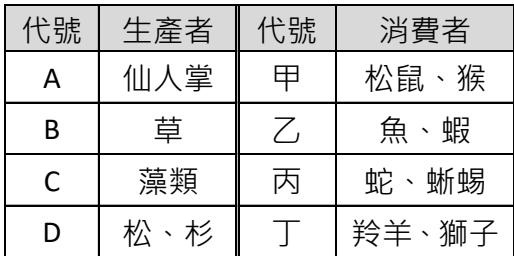 代號 生產者 代號 消費者
A 仙人掌 甲 松鼠、猴
B 草 乙 魚、蝦
C 藻類 丙 蛇、蜥蜴
D 松、杉 丁 羚羊、獅子